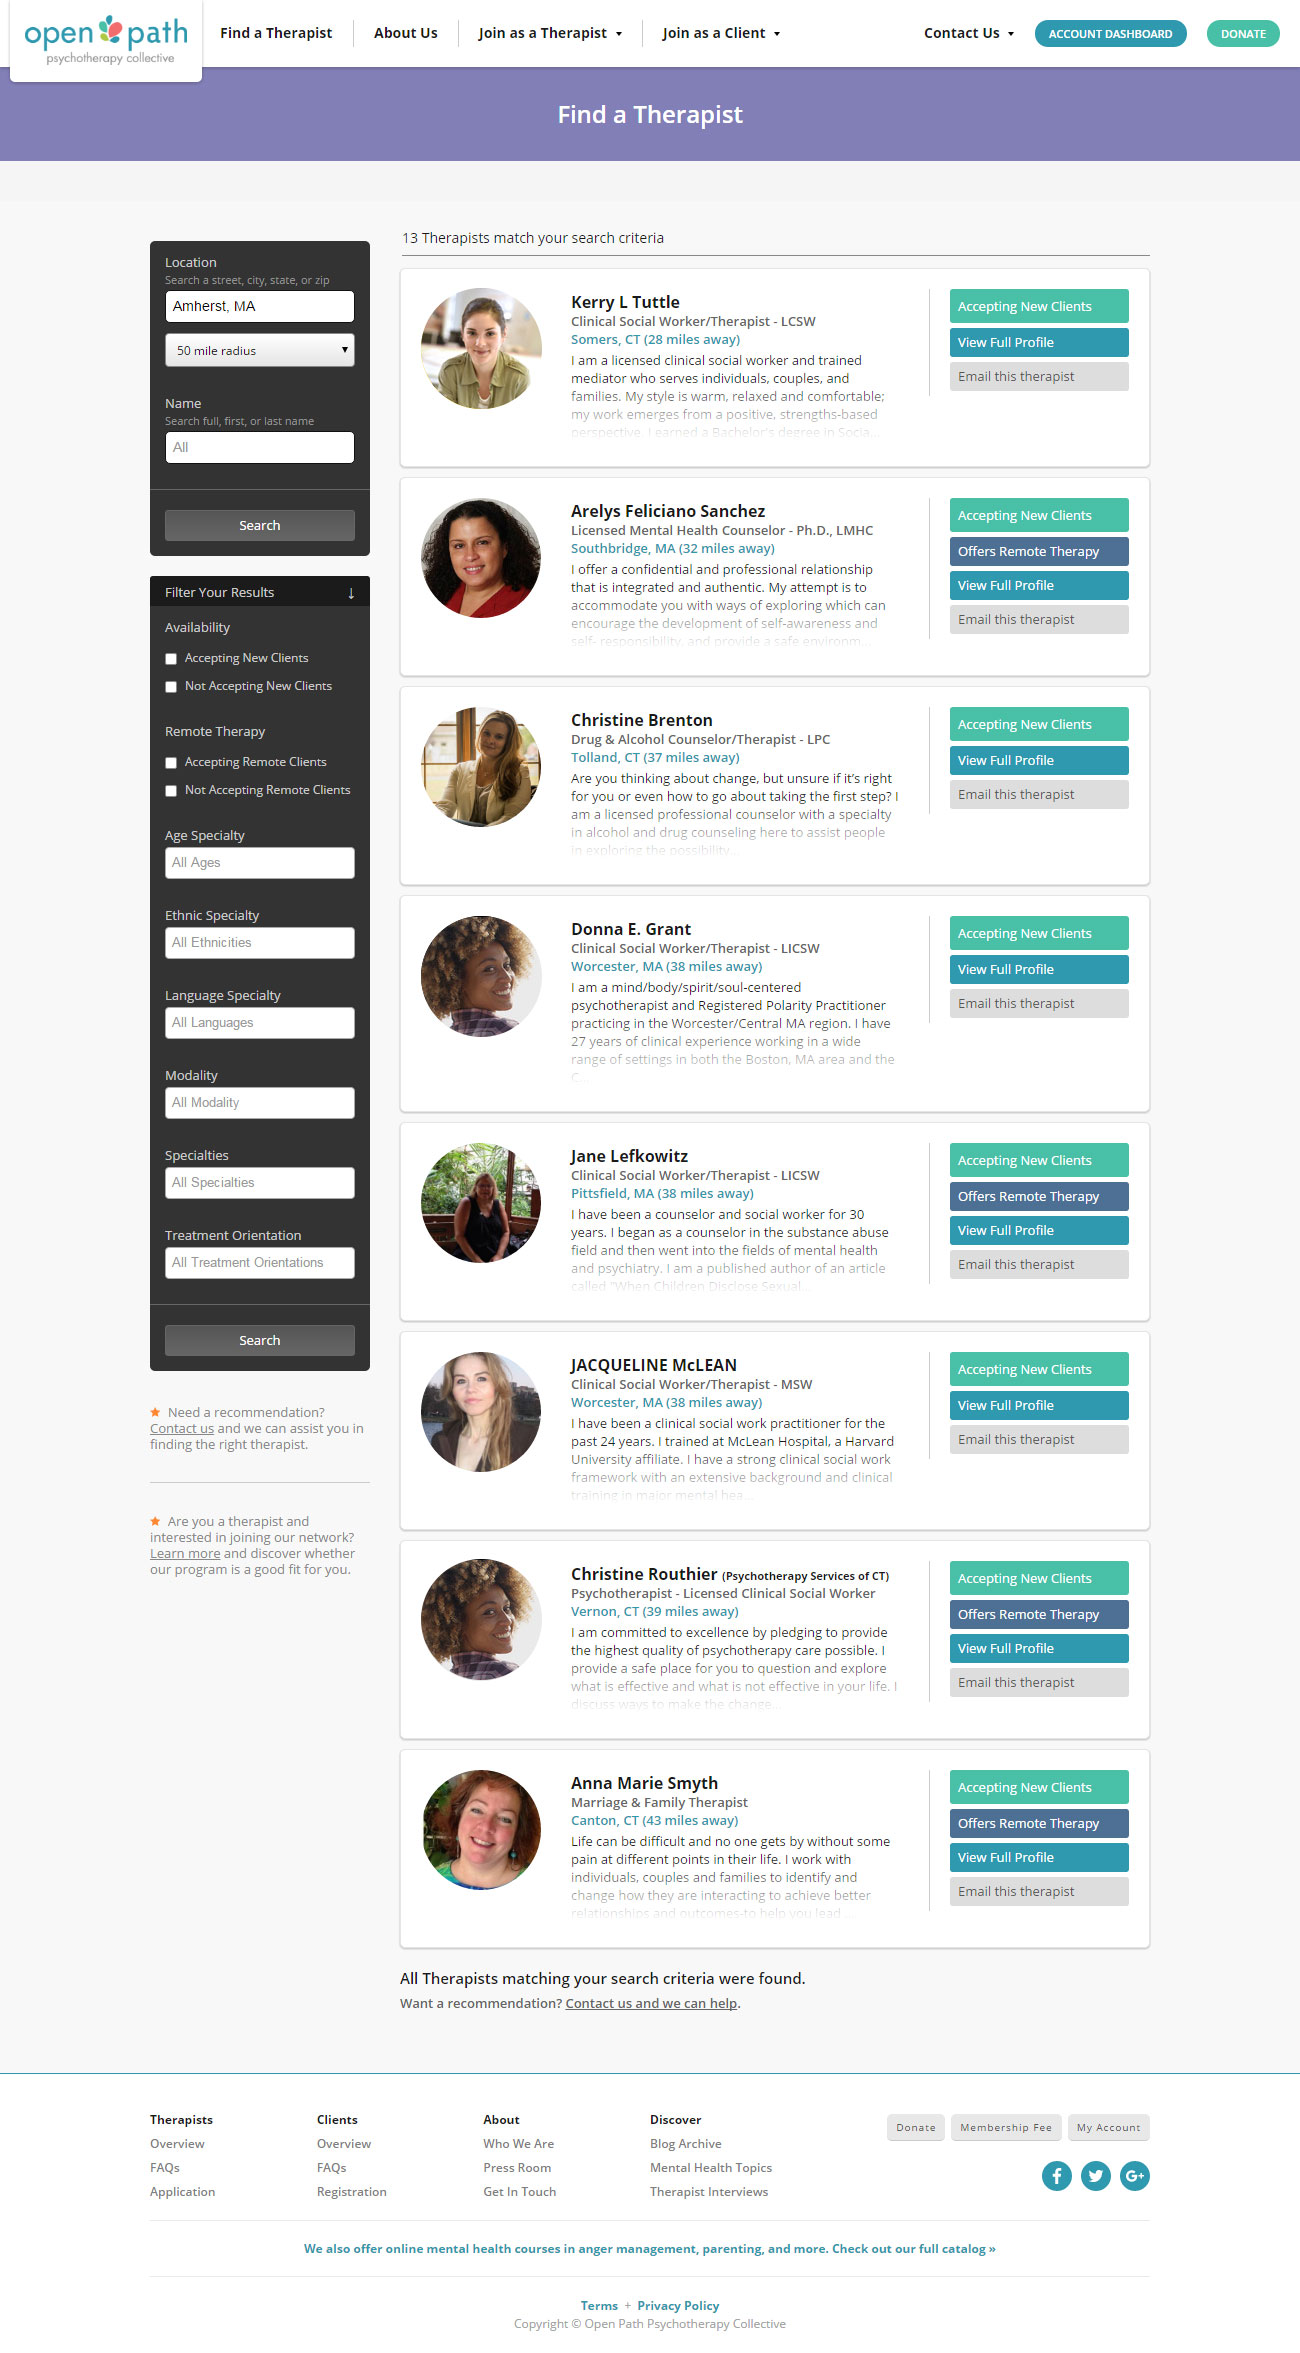 open path
psychotherapy collective
Find a Therapist
About Us
Join as a Therapist
Join as a Client
Contact Us
ACCOUNT DASHBOARD
DONATE
Find a Therapist
Location
Search a street, city, state, or zip
Amherst, MA
50 mile radius
Name
Search full, first, or last name
All
Search
Filter Your Results ↓
Availability
Accepting New Clients
Not Accepting New Clients
Remote Therapy
Accepting Remote Clients
Not Accepting Remote Clients
Age Specialty
All Ages
Ethnic Specialty
All Ethnicities
Language Specialty
All Languages
Modality
All Modality
Specialties
All Specialties
Treatment Orientation
All Treatment Orientations
Search
Need a recommendation?
Contact us and we can assist you in
finding the right therapist.
Are you a therapist and
interested in joining our network?
Learn more and discover whether
our program is a good fit for you.
13 Therapists match your search criteria
Kerry L Tuttle
Clinical Social Worker/Therapist - LCSW
Somers, CT (28 miles away)
I am a licensed clinical social worker and trained
mediator who serves individuals, couples, and
families. My style is warm, relaxed and comfortable;
my work emerges from a positive, strengths-based
perspective. I earned a Bachelor's degree in Socia...
Accepting New Clients
View Full Profile
Email this therapist
Arelys Feliciano Sanchez
Licensed Mental Health Counselor - Ph.D., LMHC
Southbridge, MA (32 miles away)
I offer a confidential and professional relationship
that is integrated and authentic. My attempt is to
accommodate you with ways of exploring which can
encourage the development of self-awareness and
self- responsibility, and provide a safe environm...
Accepting New Clients
Offers Remote Therapy
View Full Profile
Email this therapist
Christine Brenton
Drug & Alcohol Counselor/Therapist - LPC
Tolland, CT (37 miles away)
Are you thinking about change, but unsure if it's right
for you or even how to go about taking the first step? I
am a licensed professional counselor with a specialty
in alcohol and drug counseling here to assist people
in exploring the possibility...
Accepting New Clients
View Full Profile
Email this therapist
Donna E. Grant
Clinical Social Worker/Therapist - LICSW
Worcester, MA (38 miles away)
I am a mind/body/spirit/soul-centered
psychotherapist and Registered Polarity Practitioner
practicing in the Worcester/Central MA region. I have
27 years of clinical experience working in a wide
range of settings in both the Boston, MA area and the
C...
Accepting New Clients
View Full Profile
Email this therapist
Jane Lefkowitz
Clinical Social Worker/Therapist - LICSW
Pittsfield, MA (38 miles away)
I have been a counselor and social worker for 30
years. I began as a counselor in the substance abuse
field and then went into the fields of mental health
and psychiatry. I am a published author of an article
called "When Children Disclose Sexual...
Accepting New Clients
Offers Remote Therapy
View Full Profile
Email this therapist
JACQUELINE McLEAN
Clinical Social Worker/Therapist - MSW
Worcester, MA (38 miles away)
I have been a clinical social work practitioner for the
past 24 years. I trained at McLean Hospital, a Harvard
University affiliate. I have a strong clinical social work
framework with an extensive background and clinical
training in major mental hea...
Accepting New Clients
View Full Profile
Email this therapist
Christine Routhier (Psychotherapy Services of CT)
Psychotherapist - Licensed Clinical Social Worker
Vernon, CT (39 miles away)
I am committed to excellence by pledging to provide
the highest quality of psychotherapy care possible. I
provide a safe place for you to question and explore
what is effective and what is not effective in your life. I
discuss ways to make the change...
Accepting New Clients
Offers Remote Therapy
View Full Profile
Email this therapist
Anna Marie Smyth
Marriage & Family Therapist
Canton, CT (43 miles away)
Life can be difficult and no one gets by without some
pain at different points in their life. I work with
individuals, couples and families to identify and
change how they are interacting to achieve better
relationships and outcomes-to help you lead ...
Accepting New Clients
Offers Remote Therapy
View Full Profile
Email this therapist
All Therapists matching your search criteria were found.
Want a recommendation? Contact us and we can help.
Therapists
Overview
FAQs
Application
Clients
Overview
FAQs
Registration
About
Who We Are
Press Room
Get In Touch
Discover
Blog Archive
Mental Health Topics
Therapist Interviews
Donate
Membership Fee
My Account
We also offer online mental health courses in anger management, parenting, and more. Check out our full catalog »
Terms + Privacy Policy
Copyright © Open Path Psychotherapy Collective